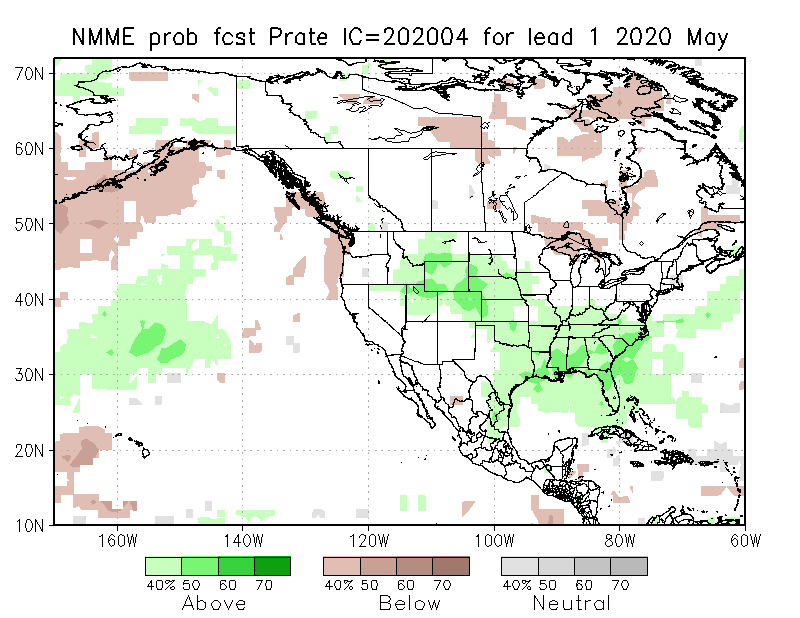 NMME prob fcst Prate IC=202004 for lead 1 2020 May
70N
60N
50N
40N
30N
20N
10N
160W 140W 120W 100W 80W 60W
40% 50 60 70 40% 50 60 70 40% 50 60 70
Above Below Neutral